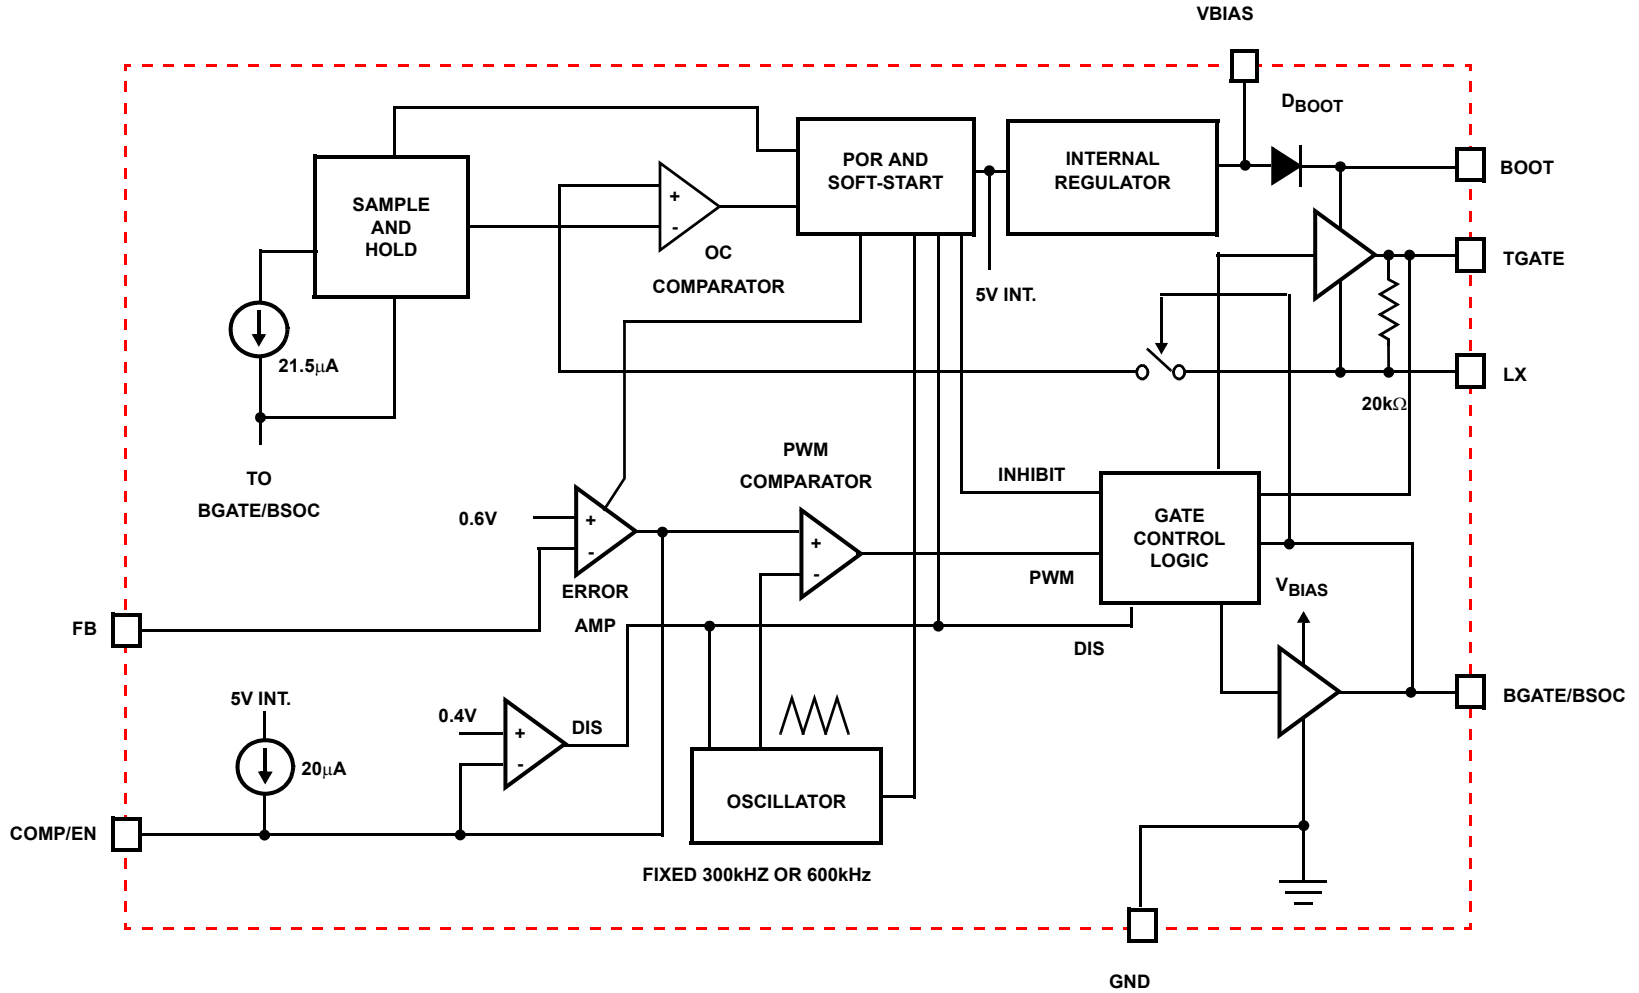 VBIAS
D_BOOT
BOOT
POR AND
SOFT-START
INTERNAL
REGULATOR
SAMPLE
AND
HOLD
+
-
OC
COMPARATOR
5V INT.
TGATE
21.5μA
LX
20kΩ
TO
BGATE/BSOC
PWM
COMPARATOR
INHIBIT
0.6V
+
-
ERROR
AMP
+
-
PWM
GATE
CONTROL
LOGIC
V_BIAS
FB
DIS
5V INT.
0.4V
+
-
DIS
BGATE/BSOC
20μA
OSCILLATOR
COMP/EN
FIXED 300kHZ OR 600kHz
GND